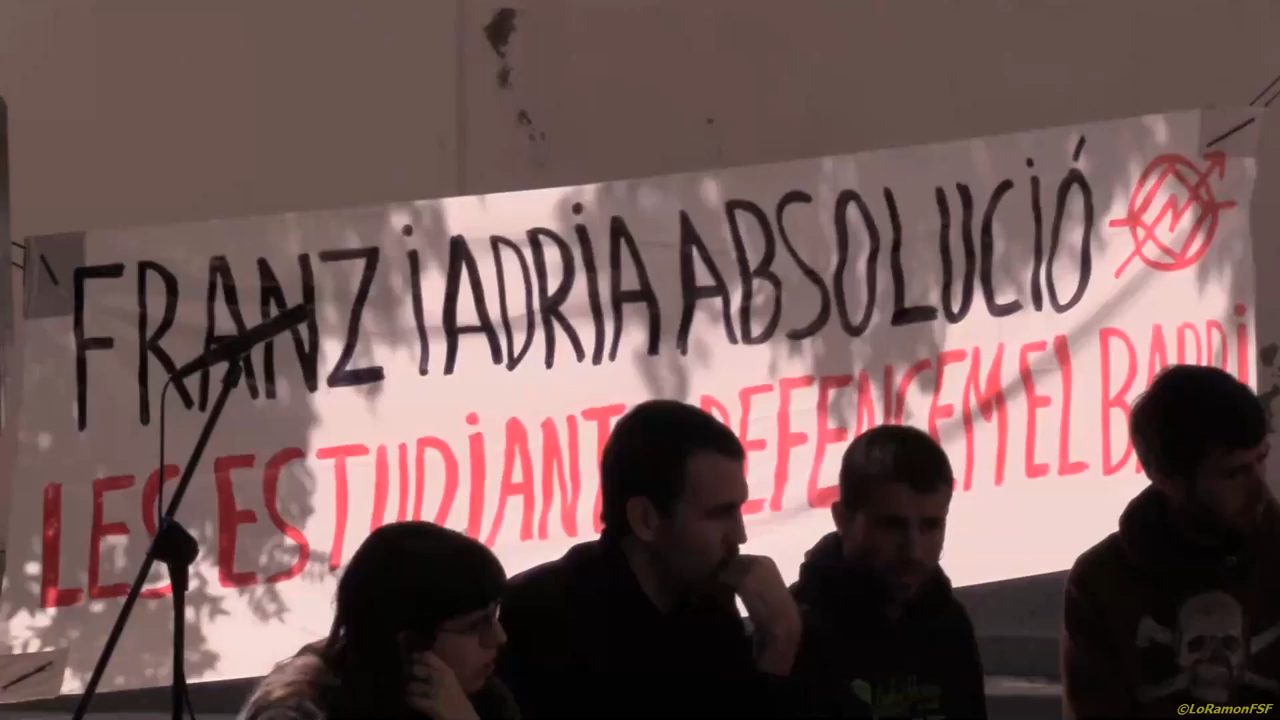 FRANZ i ADRIA ABSOLUCIÓ
LES ESTUDIANT DEFENCEM EL BARRI
©LoRamonFSF